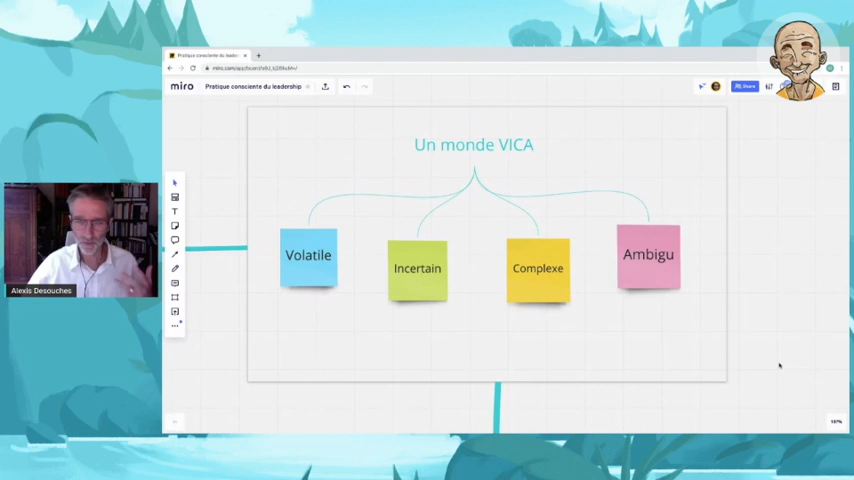 Pratique consciente du leadership
miro
Pratique consciente du leadership
Share
Un monde VICA
Volatile
Incertain
Complexe
Ambigu
Alexis Desouches